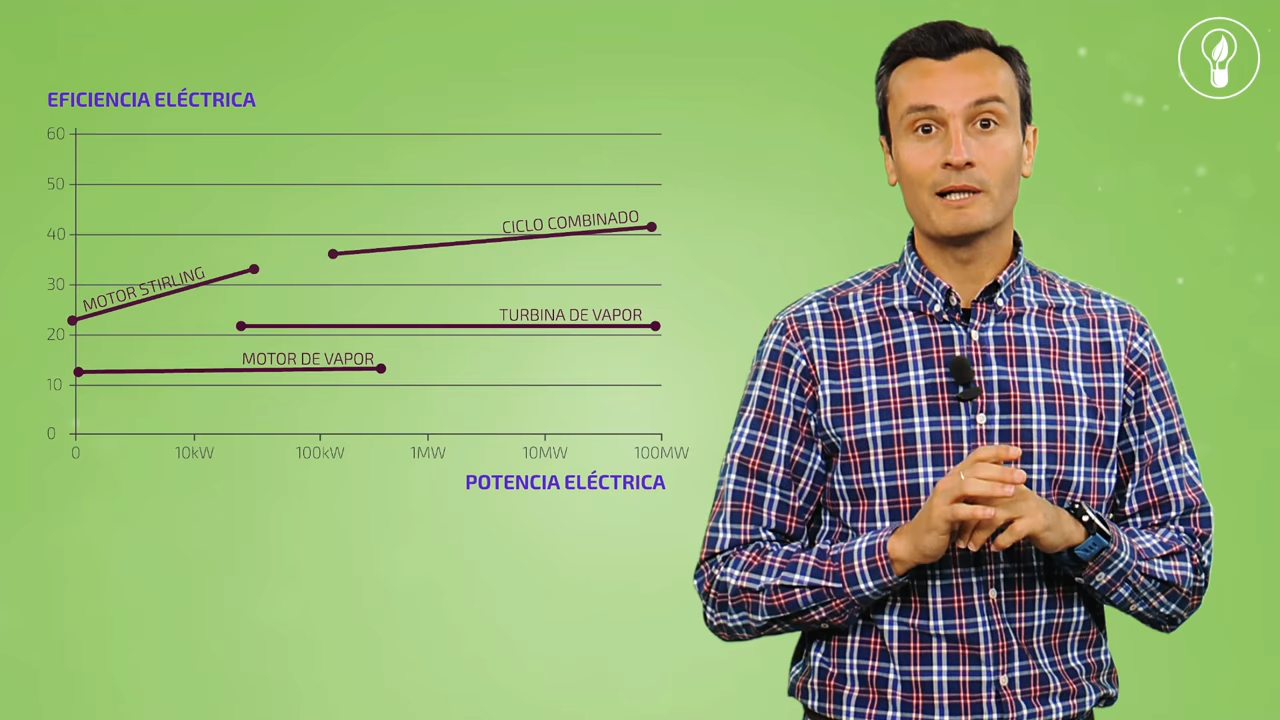 EFICIENCIA ELÉCTRICA
60
50
40
30
20
10
0
CICLO COMBINADO
MOTOR STIRLING
TURBINA DE VAPOR
MOTOR DE VAPOR
0 10kW 100kW 1MW 10MW 100MW
POTENCIA ELÉCTRICA